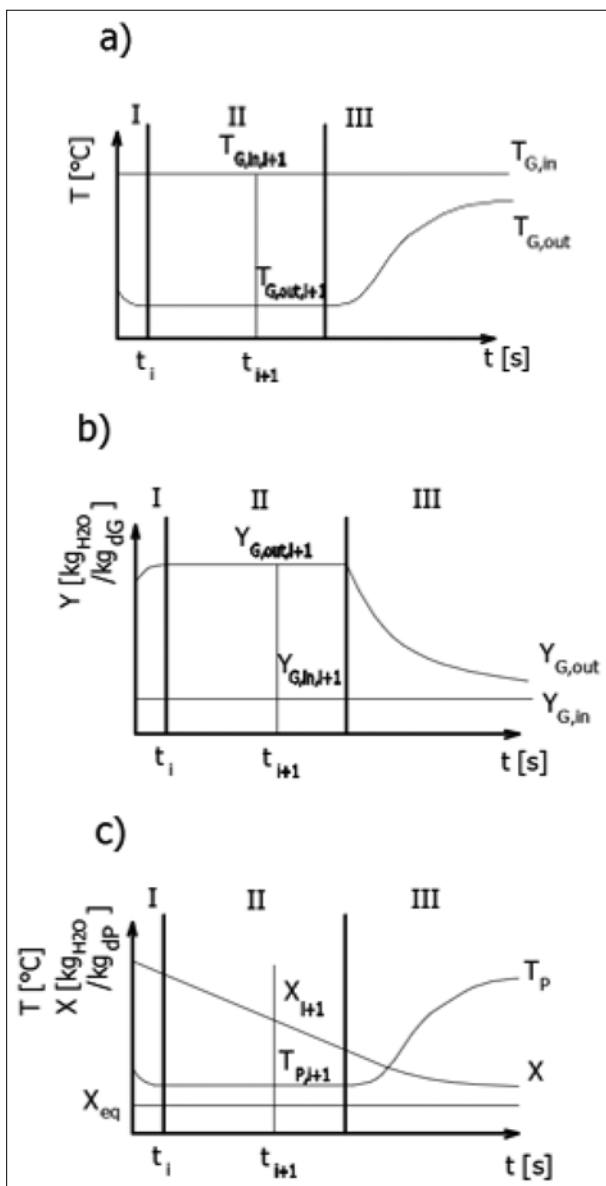 a)
I II III
T [°C]
T_G,in,i+1
T_G,in
T_G,out
T_G,out,i+1
t_i t_i+1 t [s]
b)
I II III
Y [kg_H2O
/kg_dG]
Y_G,out,i+1
Y_G,in,i+1
Y_G,out
Y_G,in
t_i t_i+1 t [s]
c)
I II III
T [°C]
X [kg_H2O
/kg_dP]
T_P
X_i+1
T_P,i+1
X
X_eq
t_i t_i+1 t [s]